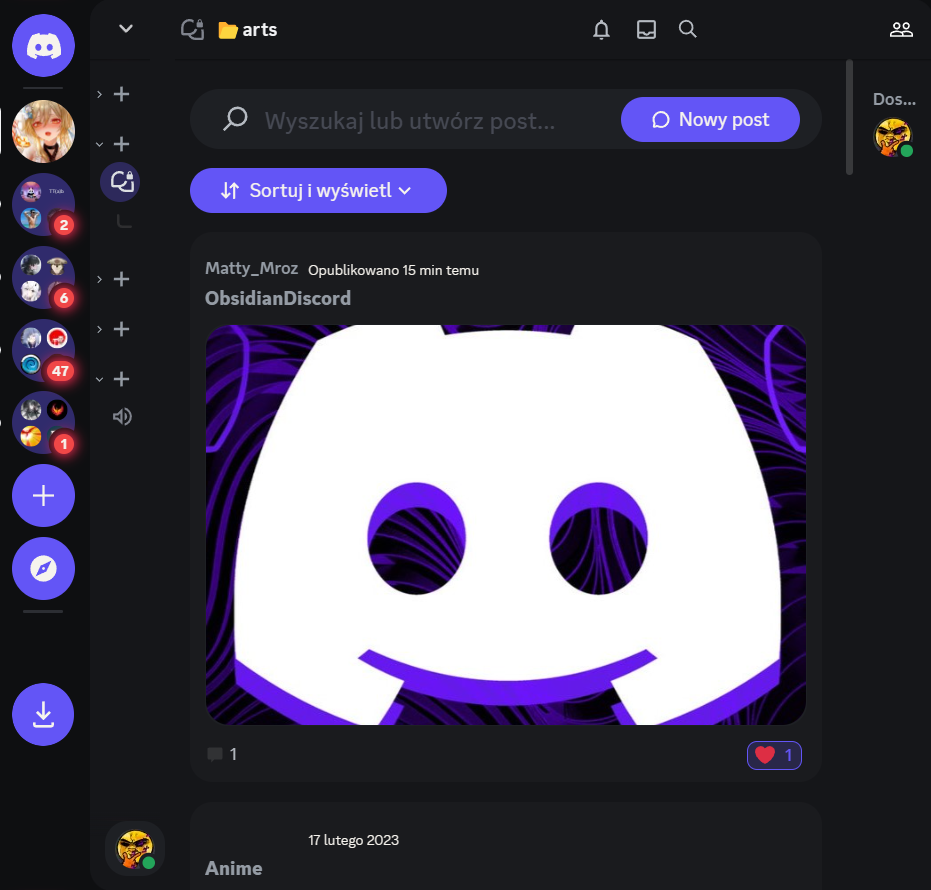 arts
Dos...
Wyszukaj lub utwórz post...
Nowy post
Sortuj i wyświetl
2
6
47
1
Matty_Mroz Opublikowano 15 min temu
ObsidianDiscord
1
1
17 lutego 2023
Anime